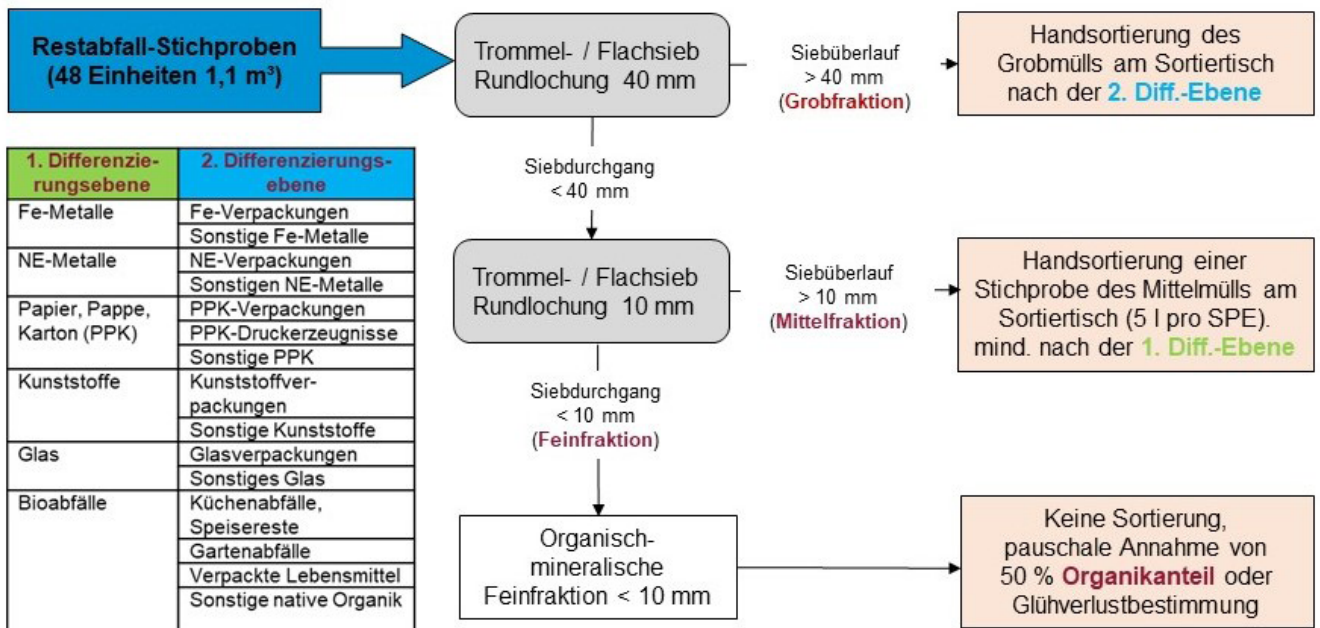 Restabfall-Stichproben
(48 Einheiten 1,1 m³)
Trommel- / Flachsieb
Rundlochung 40 mm
Siebüberlauf
> 40 mm
(Grobfraktion)
Handsortierung des
Grobmülls am Sortiertisch
nach der 2. Diff.-Ebene
Siebdurchgang
< 40 mm
Trommel- / Flachsieb
Rundlochung 10 mm
Siebüberlauf
> 10 mm
(Mittelfraktion)
Handsortierung einer
Stichprobe des Mittelmülls am
Sortiertisch (5 l pro SPE).
mind. nach der 1. Diff.-Ebene
Siebdurchgang
< 10 mm
(Feinfraktion)
Organisch-
mineralische
Feinfraktion < 10 mm
Keine Sortierung,
pauschale Annahme von
50 % Organikanteil oder
Glühverlustbestimmung
1. Differenzie-
rungsebene
2. Differenzierungs-
ebene
Fe-Metalle
Fe-Verpackungen
Sonstige Fe-Metalle
NE-Metalle
NE-Verpackungen
Sonstigen NE-Metalle
Papier, Pappe,
Karton (PPK)
PPK-Verpackungen
PPK-Druckerzeugnisse
Sonstige PPK
Kunststoffe
Kunststoffver-
packungen
Sonstige Kunststoffe
Glas
Glasverpackungen
Sonstiges Glas
Bioabfälle
Küchenabfälle,
Speisereste
Gartenabfälle
Verpackte Lebensmittel
Sonstige native Organik